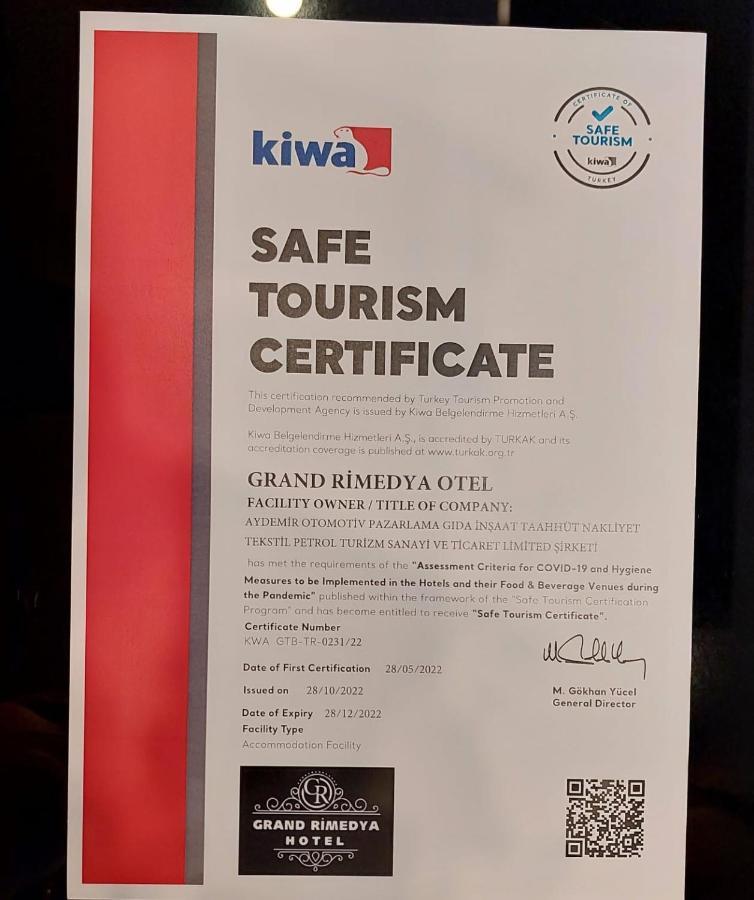 kiwa
CERTIFICATE OF
SAFE
TOURISM
kiwa
TURKEY
SAFE
TOURISM
CERTIFICATE
This certification recommended by Turkey Tourism Promotion and
Development Agency is issued by Kiwa Belgelendirme Hizmetleri A.Ş.
Kiwa Belgelendirme Hizmetleri A.Ş., is accredited by TURKAK and its
accreditation coverage is published at www.turkak.org.tr
GRAND RİMEDYA OTEL
FACILITY OWNER / TITLE OF COMPANY:
AYDEMİR OTOMOTİV PAZARLAMA GIDA İNŞAAT TAAHHÜT NAKLİYET
TEKSTİL PETROL TURİZM SANAYİ VE TİCARET LİMİTED ŞİRKETİ
has met the requirements of the "Assessment Criteria for COVID-19 and Hygiene
Measures to be Implemented in the Hotels and their Food & Beverage Venues during
the Pandemic" published within the framework of the "Safe Tourism Certification
Program" and has become entitled to receive "Safe Tourism Certificate".
Certificate Number
KWA GTB-TR-0231/22
Date of First Certification 28/05/2022
Issued on 28/10/2022
Date of Expiry 28/12/2022
Facility Type
Accommodation Facility
M. Gökhan Yücel
General Director
GR
GRAND RİMEDYA
HOTEL